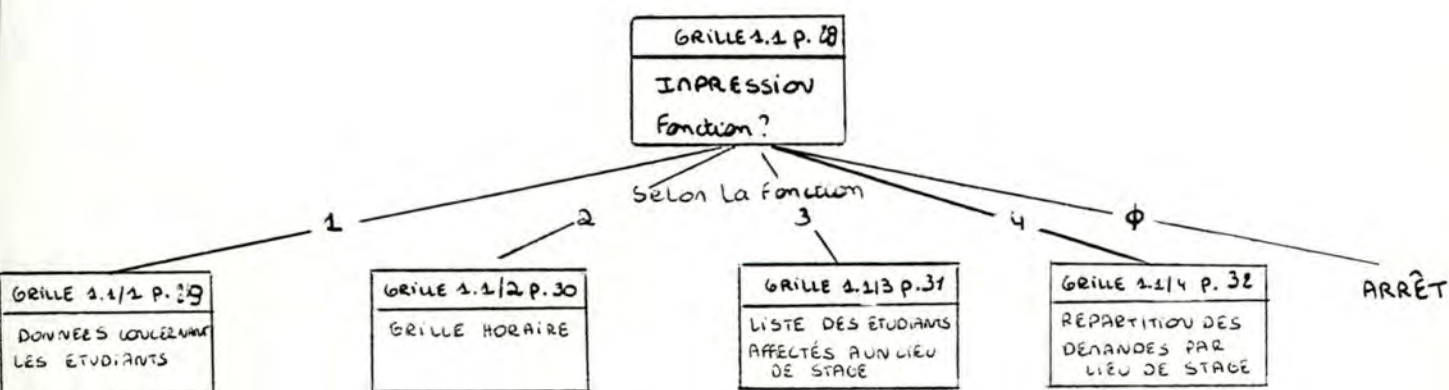 GRILLE 1.1 p. 28
IMPRESSION
Fonction?
Selon La Fonction
1
2
3
4
ϕ
GRILLE 1.1/1 P. 29
DONNEES CONCERNANT
LES ETUDIANTS
GRILLE 1.1/2 P. 30
GRILLE HORAIRE
GRILLE 1.1/3 P. 31
LISTE DES ETUDIANTS
AFFECTÉS A UN LIEU
DE STAGE
GRILLE 1.1/4 P. 32
REPARTITION DES
DEMANDES PAR
LIEU DE STAGE
ARRÊT